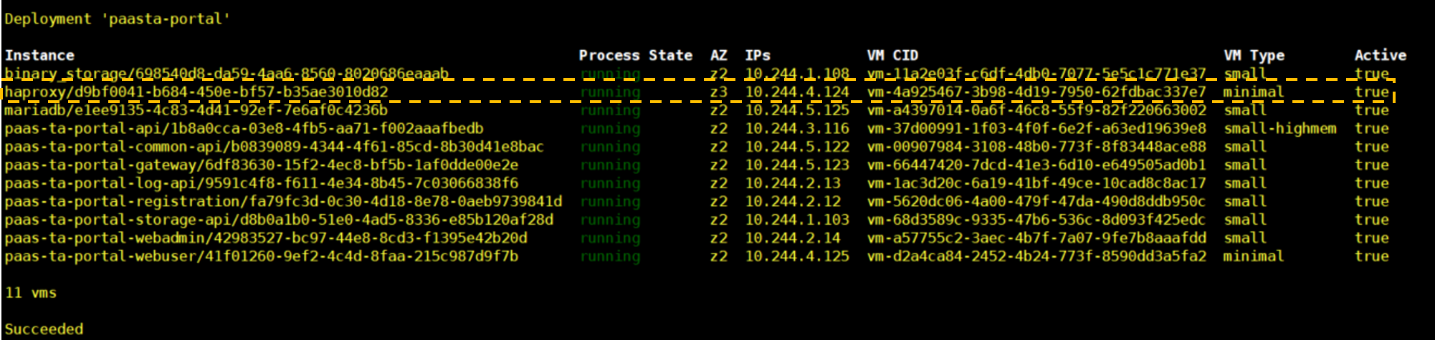 Deployment 'paasta-portal'
Instance Process State AZ IPs VM CID VM Type Active
binary_storage/698540d8-da59-4aa6-8560-8020686eaaab running z2 10.244.1.108 vm-11a2e03f-c6df-4db0-7077-5e5c1c771e37 small true
haproxy/d9bf0041-b684-450e-bf57-b35ae3010d82 running z3 10.244.4.124 vm-4a925467-3b98-4d19-7950-62fdbac337e7 minimal true
mariadb/e1ee9135-4c83-4d41-92ef-7e6af0c4236b running z2 10.244.5.125 vm-a4397014-0a6f-46c8-55f9-82f220663002 small true
paas-ta-portal-api/1b8a0cca-03e8-4fb5-aa71-f002aaafbedb running z2 10.244.3.116 vm-37d00991-1f03-4f0f-6e2f-a63ed19639e8 small-highmem true
paas-ta-portal-common-api/b0839089-4344-4f61-85cd-8b30d41e8bac running z2 10.244.5.122 vm-00907984-3108-48b0-773f-8f83448ace88 small true
paas-ta-portal-gateway/6df83630-15f2-4ec8-bf5b-1af0dde00e2e running z2 10.244.5.123 vm-66447420-7dcd-41e3-6d10-e649505ad0b1 small true
paas-ta-portal-log-api/9591c4f8-f611-4e34-8b45-7c03066838f6 running z2 10.244.2.13 vm-1ac3d20c-6a19-41bf-49ce-10cad8c8ac17 small true
paas-ta-portal-registration/fa79fc3d-0c30-4d18-8e78-0aeb9739841d running z2 10.244.2.12 vm-5620dc06-4a00-479f-47da-490d8ddb950c small true
paas-ta-portal-storage-api/d8b0a1b0-51e0-4ad5-8336-e85b120af28d running z2 10.244.1.103 vm-68d3589c-9335-47b6-536c-8d093f425edc small true
paas-ta-portal-webadmin/42983527-bc97-44e8-8cd3-f1395e42b20d running z2 10.244.2.14 vm-a57755c2-3aec-4b7f-7a07-9fe7b8aaafdd small true
paas-ta-portal-webuser/41f01260-9ef2-4c4d-8faa-215c987d9f7b running z2 10.244.4.125 vm-d2a4ca84-2452-4b24-773f-8590dd3a5fa2 minimal true
11 vms
Succeeded